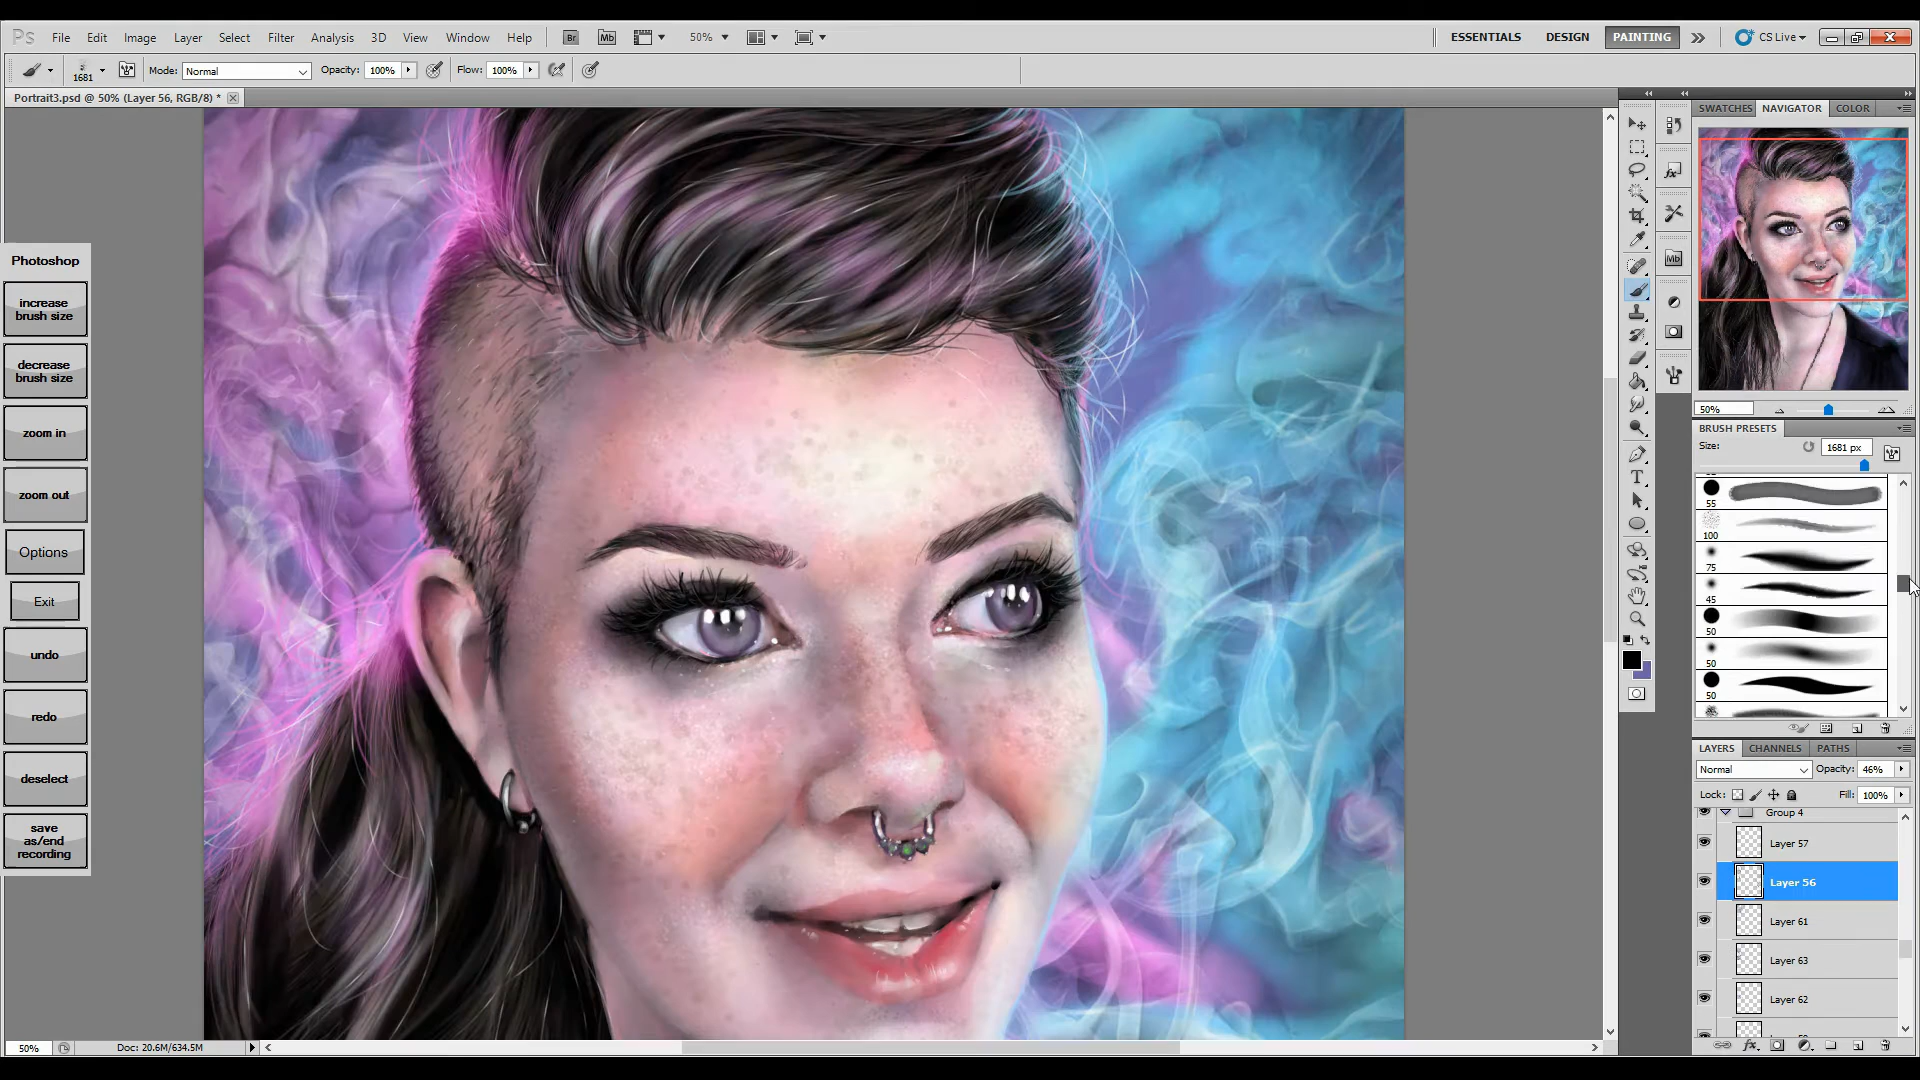 Ps File Edit Image Layer Select Filter Analysis 3D View Window Help Br Mb 50% ESSENTIALS DESIGN PAINTING CS Live
1681 Mode: Normal Opacity: 100% Flow: 100%
Portrait3.psd @ 50% (Layer 56, RGB/8) *
Photoshop
increase
brush size
decrease
brush size
zoom in
zoom out
Options
Exit
undo
redo
deselect
save
as/end
recording
SWATCHES NAVIGATOR COLOR
Mb
50%
BRUSH PRESETS
Size: 1681 px
55
100
75
45
50
50
50
LAYERS CHANNELS PATHS
Normal Opacity: 46%
Lock: Fill: 100%
Group 4
Layer 57
Layer 56
Layer 61
Layer 63
Layer 62
50% Doc: 20.6M/634.5M